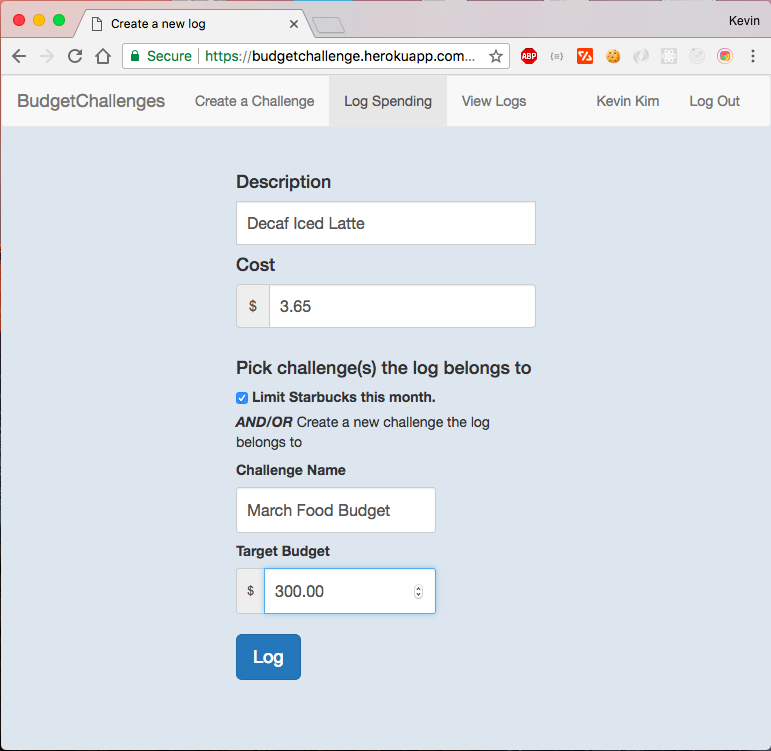 Create a new log
Kevin
Secure https://budgetchallenge.herokuapp.com...
ABP
BudgetChallenges Create a Challenge Log Spending View Logs Kevin Kim Log Out
Description
Decaf Iced Latte
Cost
$ 3.65
Pick challenge(s) the log belongs to
Limit Starbucks this month.
AND/OR Create a new challenge the log
belongs to
Challenge Name
March Food Budget
Target Budget
$ 300.00
Log